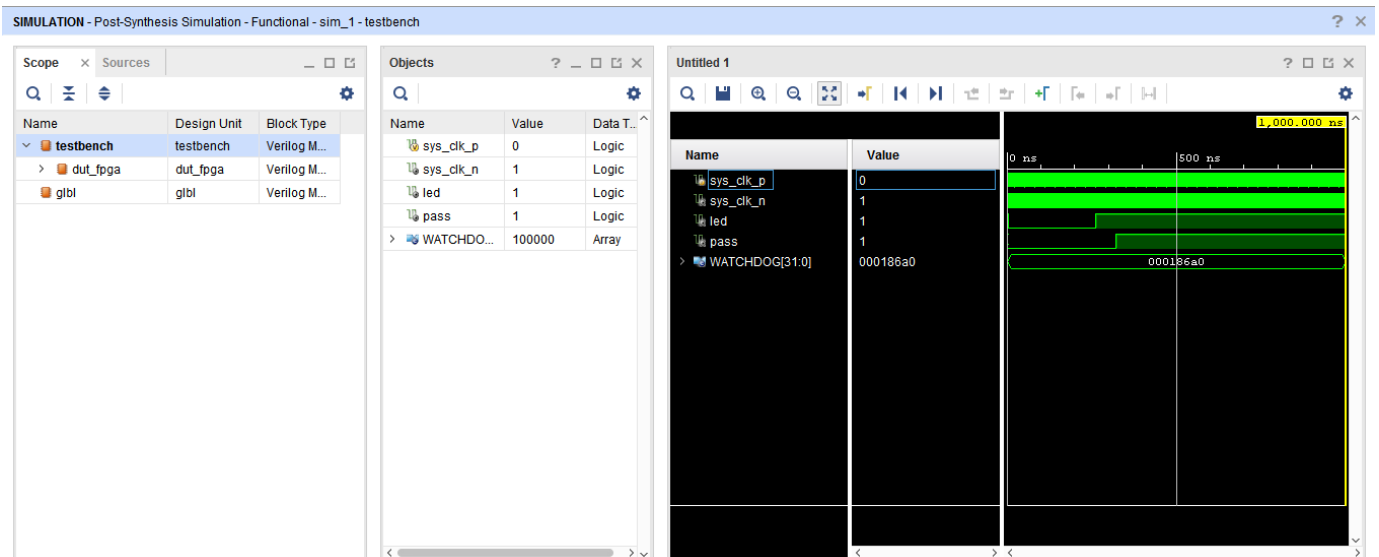 SIMULATION - Post-Synthesis Simulation - Functional - sim_1 - testbench
Scope Sources
Name Design Unit Block Type
testbench testbench Verilog M...
dut_fpga dut_fpga Verilog M...
glbl glbl Verilog M...
Objects
Name Value Data T...
sys_clk_p 0 Logic
sys_clk_n 1 Logic
led 1 Logic
pass 1 Logic
WATCHDO... 100000 Array
Untitled 1
1,000.000 ns
Name Value
0 ns 500 ns
sys_clk_p 0
sys_clk_n 1
led 1
pass 1
WATCHDOG[31:0] 000186a0 000186a0